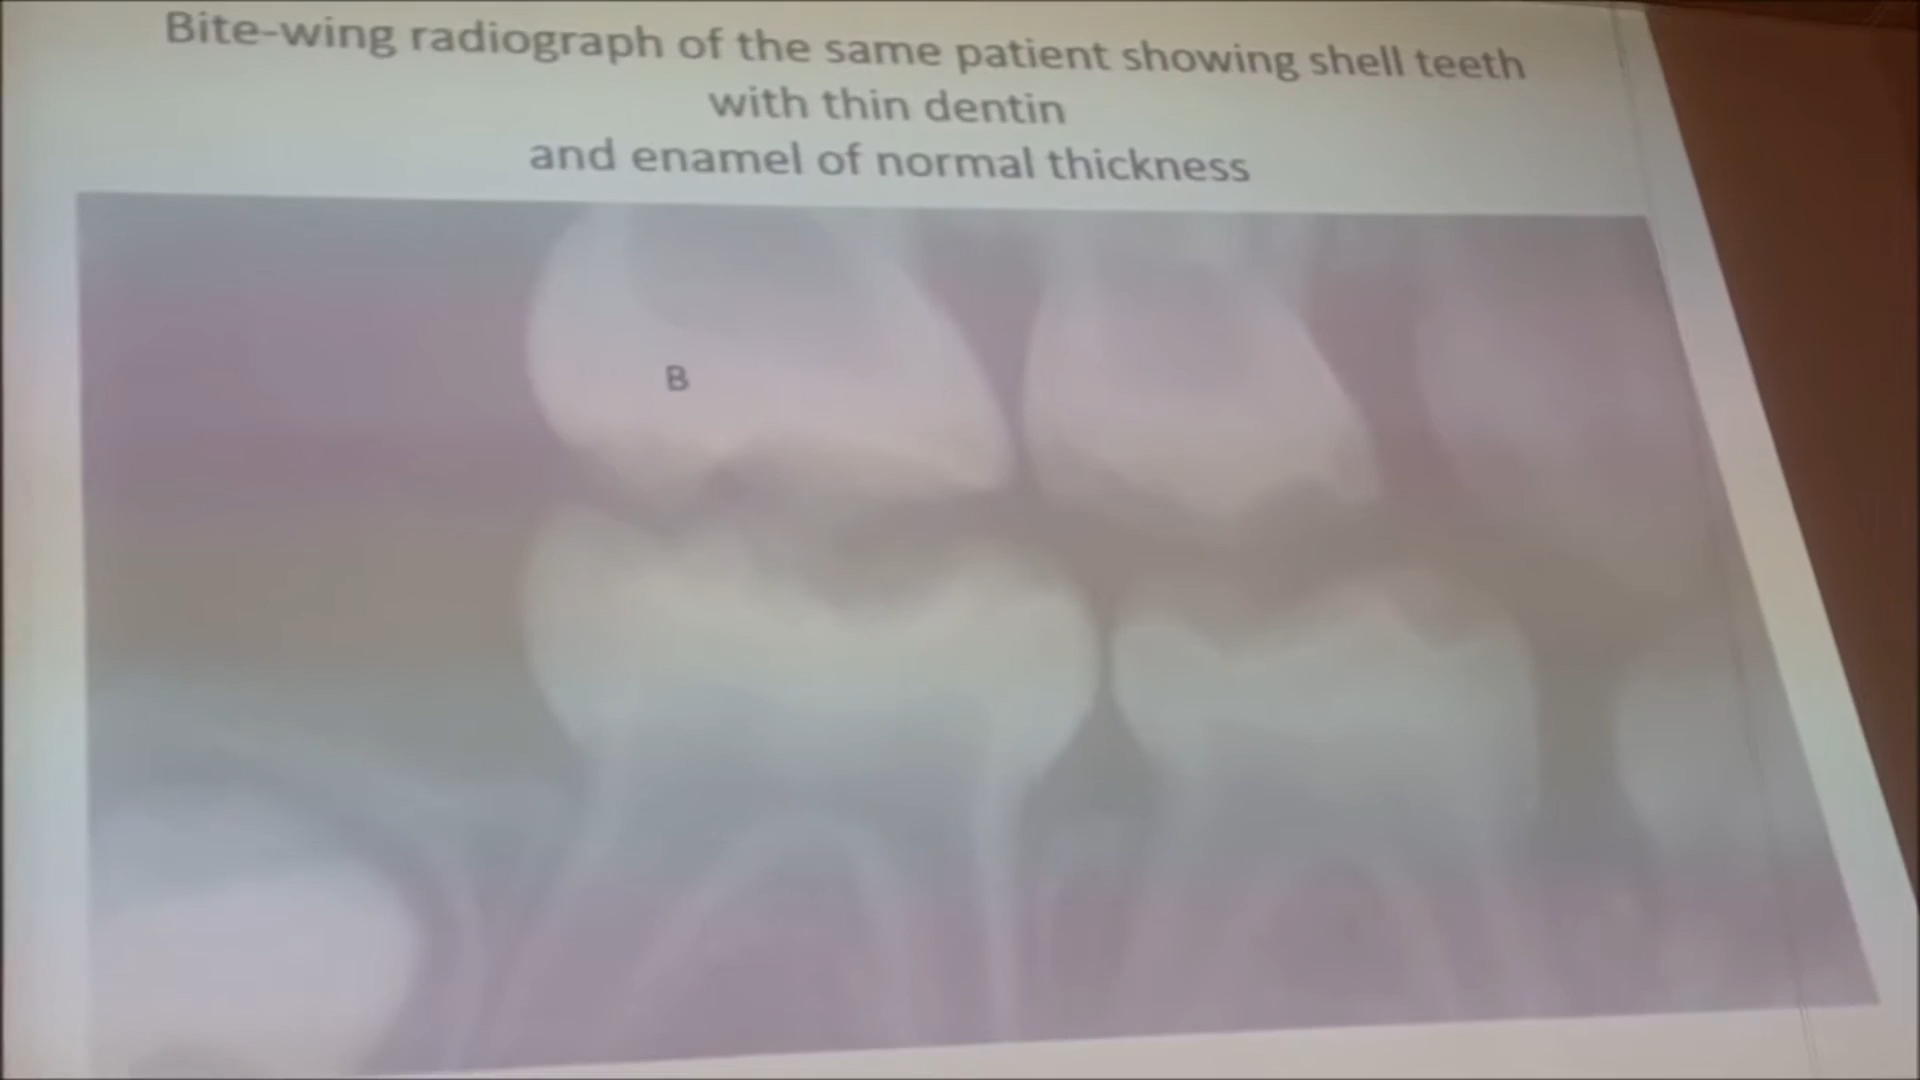 Bite-wing radiograph of the same patient showing shell teeth
with thin dentin
and enamel of normal thickness
B